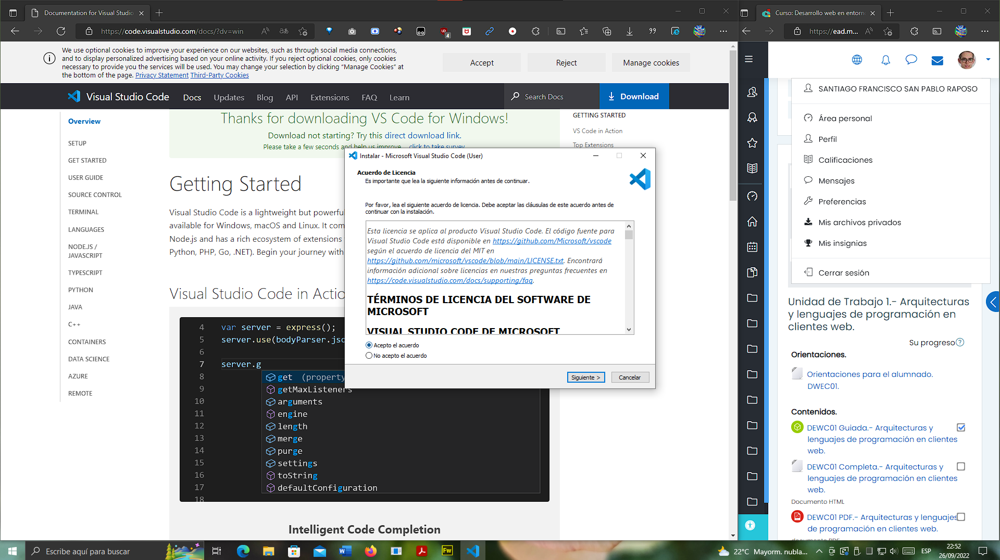 Documentation for Visual Studio
https://code.visualstudio.com/docs/?dv=win
We use optional cookies to improve your experience on our websites, such as through social media connections,
and to display personalized advertising based on your online activity. If you reject optional cookies, only cookies
necessary to provide you the services will be used. You may change your selection by clicking “Manage Cookies” at
the bottom of the page. Privacy Statement Third-Party Cookies
Accept
Reject
Manage cookies
Visual Studio Code
Docs
Updates
Blog
API
Extensions
FAQ
Learn
Search Docs
Download
Overview
SETUP
GET STARTED
USER GUIDE
SOURCE CONTROL
TERMINAL
LANGUAGES
NODE.JS /
JAVASCRIPT
TYPESCRIPT
PYTHON
JAVA
C++
CONTAINERS
DATA SCIENCE
AZURE
REMOTE
Thanks for downloading VS Code for Windows!
Download not starting? Try this direct download link.
Please take a few seconds and help us improve ... click to take survey
Getting Started
Visual Studio Code is a lightweight but powerfu
available for Windows, macOS and Linux. It com
Node.js and has a rich ecosystem of extensions
Python, PHP, Go, .NET). Begin your journey with
Visual Studio Code in Actio
4 var server = express();
5 server.use(bodyParser.jso
6
7 server.g
8 get (property
9 getMaxListeners
10 arguments
11 engine
12 length
13 merge
14 purge
15 settings
16 toString
17 defaultConfiguration
18
Intelligent Code Completion
GETTING STARTED
VS Code in Action
Top Extensions
Instalar - Microsoft Visual Studio Code (User)
Acuerdo de Licencia
Es importante que lea la siguiente información antes de continuar.
Por favor, lea el siguiente acuerdo de licencia. Debe aceptar las cláusulas de este acuerdo antes de
continuar con la instalación.
Esta licencia se aplica al producto Visual Studio Code. El código fuente para
Visual Studio Code está disponible en https://github.com/Microsoft/vscode
según el acuerdo de licencia del MIT en
https://github.com/microsoft/vscode/blob/main/LICENSE.txt. Encontrará
información adicional sobre licencias en nuestras preguntas frecuentes en
https://code.visualstudio.com/docs/supporting/faq.
TÉRMINOS DE LICENCIA DEL SOFTWARE DE
MICROSOFT
VISUAL STUDIO CODE DE MICROSOFT
Acepto el acuerdo
No acepto el acuerdo
Siguiente >
Cancelar
Curso: Desarrollo web en entorn
https://ead.m...
SANTIAGO FRANCISCO SAN PABLO RAPOSO
Área personal
Perfil
Calificaciones
Mensajes
Preferencias
Mis archivos privados
Mis insignias
Cerrar sesión
Unidad de Trabajo 1.- Arquitecturas
y lenguajes de programación en
clientes web.
Su progreso
Orientaciones.
Orientaciones para el alumnado.
DWEC01.
Contenidos.
DEWC01 Guiada.- Arquitecturas y
lenguajes de programación en clientes
web.
DEWC01 Completa.- Arquitecturas y
lenguajes de programación en clientes
web.
Documento HTML
DEWC01 PDF.- Arquitecturas y lenguajes
de programación en clientes web.
documento PDF
Escribe aquí para buscar
Fw
22°C Mayorm. nubla...
ESP
22:52
26/09/2022